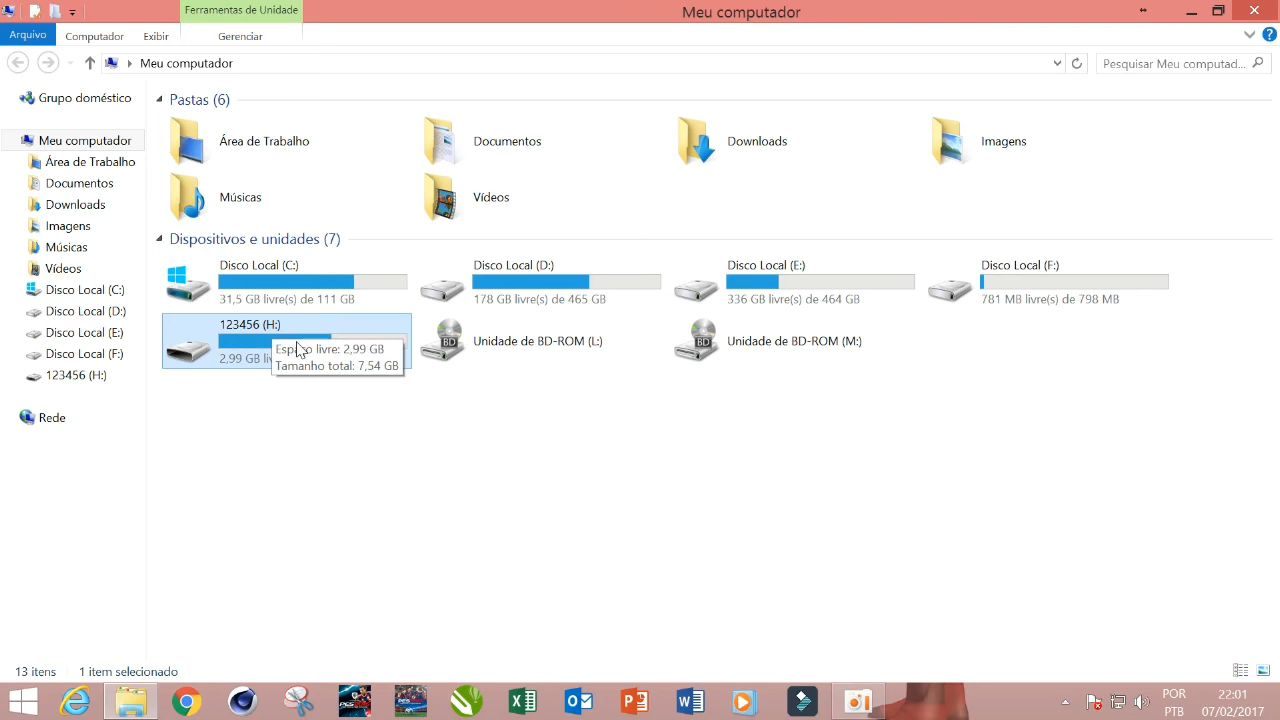 Ferramentas de Unidade
Meu computador
Arquivo
Computador
Exibir
Gerenciar
Meu computador
Pesquisar Meu computad...
Grupo doméstico
Meu computador
Área de Trabalho
Documentos
Downloads
Imagens
Músicas
Vídeos
Disco Local (C:)
Disco Local (D:)
Disco Local (E:)
Disco Local (F:)
123456 (H:)
Rede
Pastas (6)
Área de Trabalho
Documentos
Downloads
Imagens
Músicas
Vídeos
Dispositivos e unidades (7)
Disco Local (C:)
31,5 GB livre(s) de 111 GB
Disco Local (D:)
178 GB livre(s) de 465 GB
Disco Local (E:)
336 GB livre(s) de 464 GB
Disco Local (F:)
781 MB livre(s) de 798 MB
123456 (H:)
2,99 GB
Espaço livre: 2,99 GB
Tamanho total: 7,54 GB
BD
Unidade de BD-ROM (L:)
BD
Unidade de BD-ROM (M:)
13 itens
1 item selecionado
POR
PTB
22:01
07/02/2017